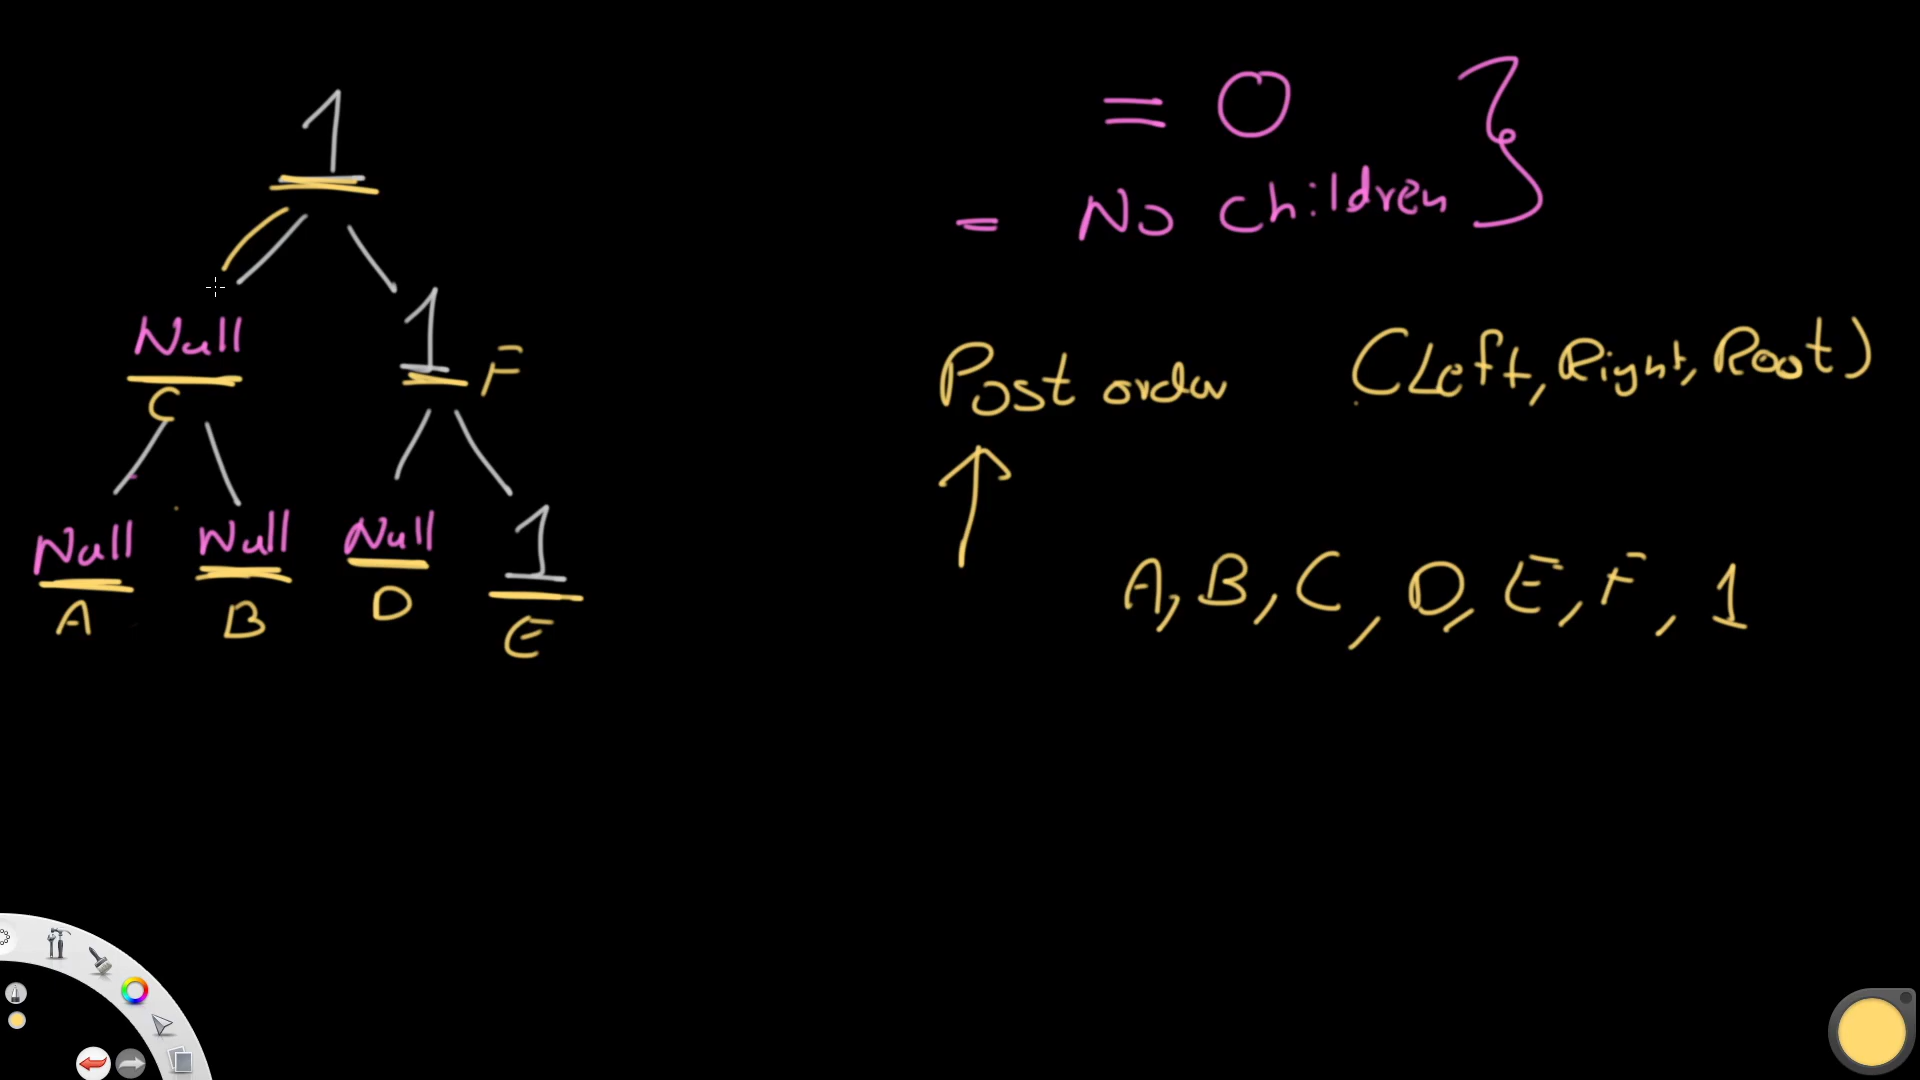 1
Null 1 F
C
Null Null Null 1
A B D E
= 0
= No Children
Post order (Left, Right, Root)
A, B, C, D, E, F, 1